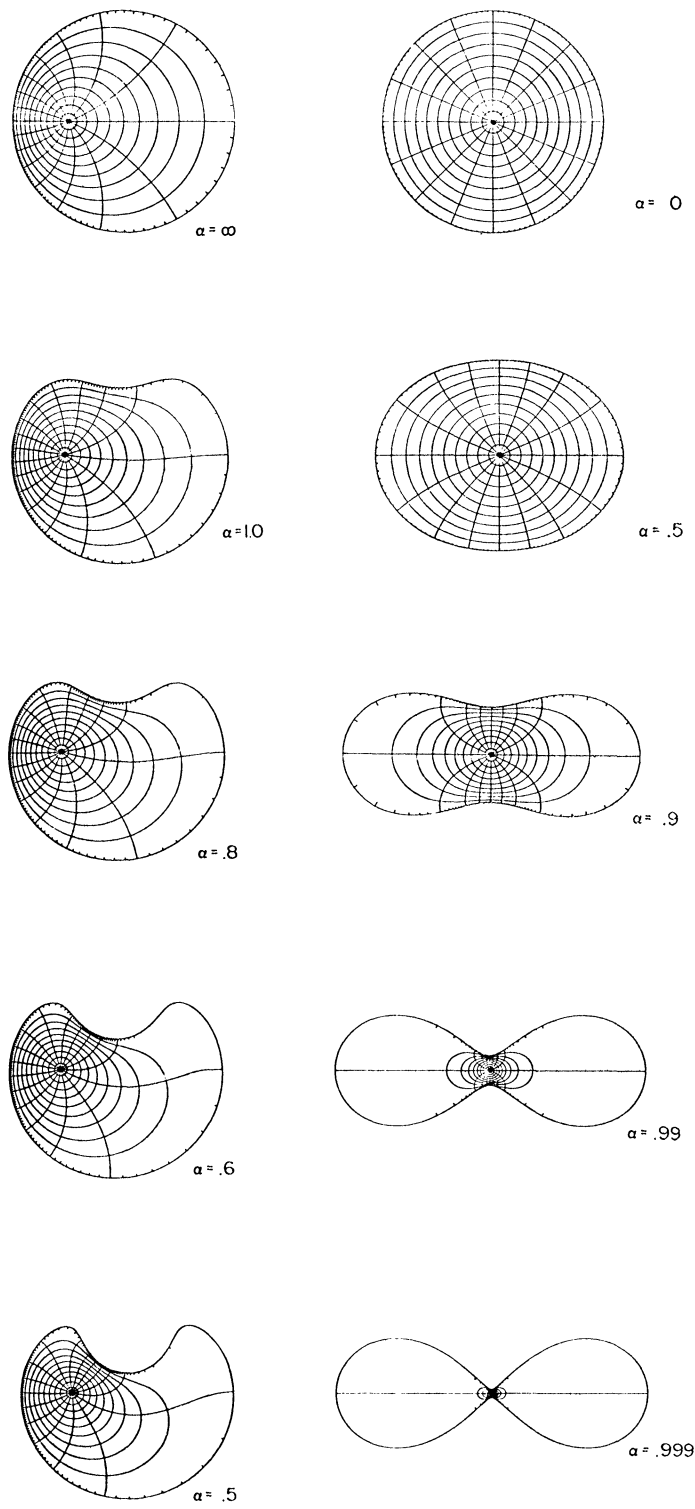 α = ∞
α = 0
α = 1.0
α = .5
α = .8
α = .9
α = .6
α = .99
α = .5
α = .999